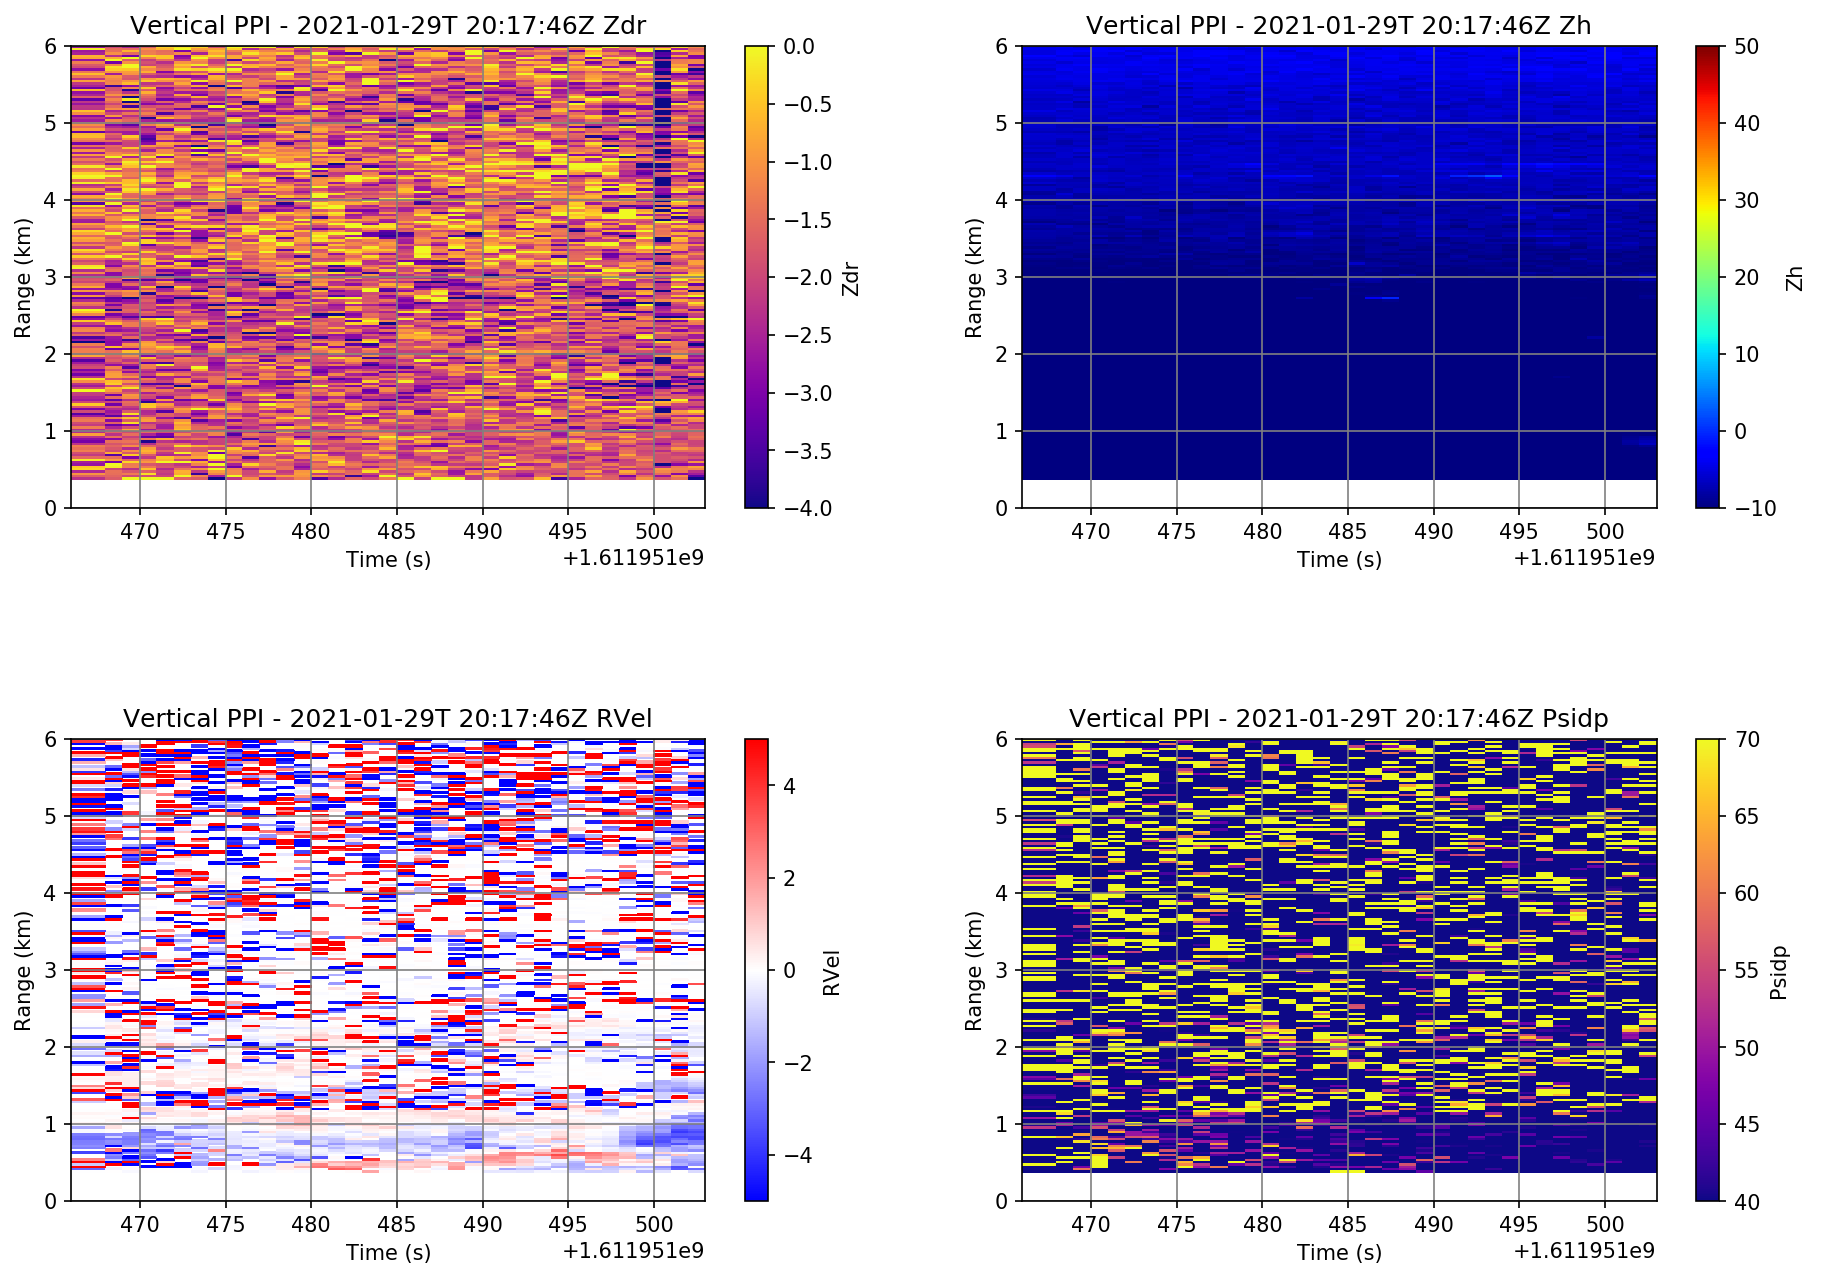 Vertical PPI - 2021-01-29T 20:17:46Z Zdr
6
5
4
3
2
1
0
Range (km)
470 475 480 485 490 495 500
Time (s)
+1.611951e9
0.0
−0.5
−1.0
−1.5
−2.0
−2.5
−3.0
−3.5
−4.0
Zdr
Vertical PPI - 2021-01-29T 20:17:46Z Zh
6
5
4
3
2
1
0
Range (km)
470 475 480 485 490 495 500
Time (s)
+1.611951e9
50
40
30
20
10
0
−10
Zh
Vertical PPI - 2021-01-29T 20:17:46Z RVel
6
5
4
3
2
1
0
Range (km)
470 475 480 485 490 495 500
Time (s)
+1.611951e9
4
2
0
−2
−4
RVel
Vertical PPI - 2021-01-29T 20:17:46Z Psidp
6
5
4
3
2
1
0
Range (km)
470 475 480 485 490 495 500
Time (s)
+1.611951e9
70
65
60
55
50
45
40
Psidp